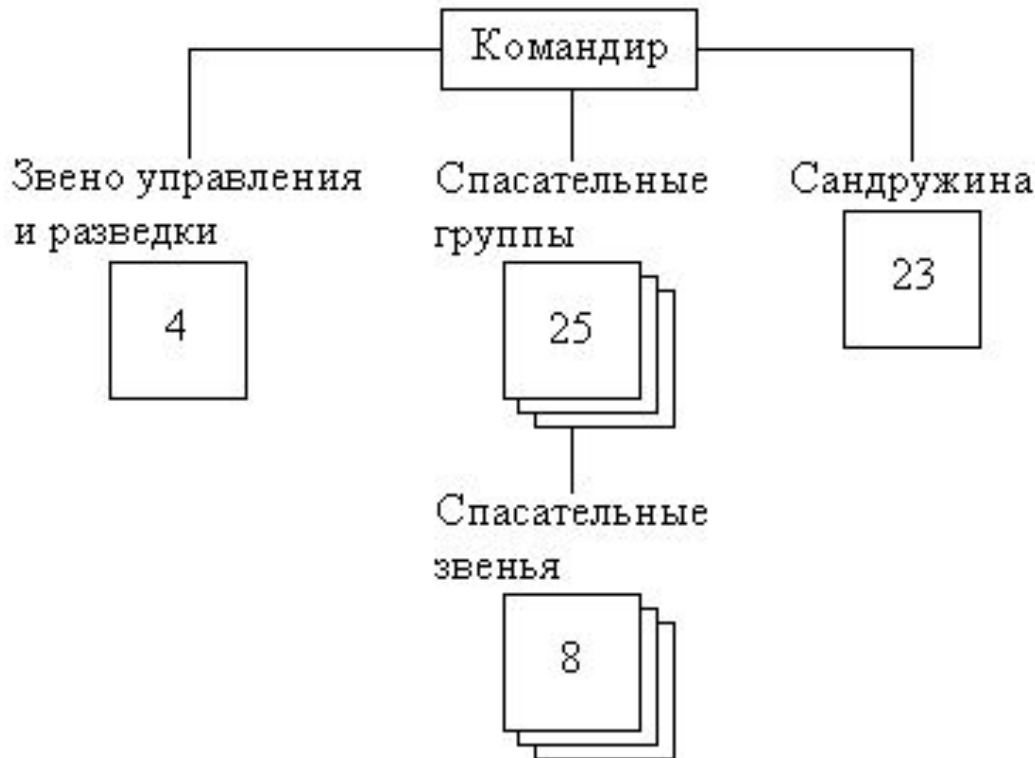 Командир
Звено управления
и разведки
4
Спасательные
группы
25
Сандружина
23
Спасательные
звенья
8